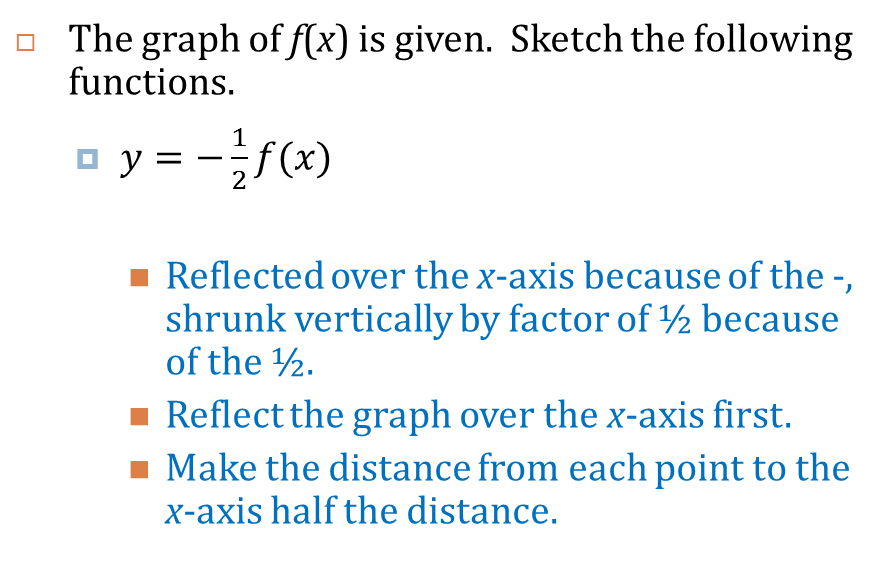 The graph of f(x) is given. Sketch the following
functions.
y = −½f(x)
Reflected over the x-axis because of the -,
shrunk vertically by factor of ½ because
of the ½.
Reflect the graph over the x-axis first.
Make the distance from each point to the
x-axis half the distance.